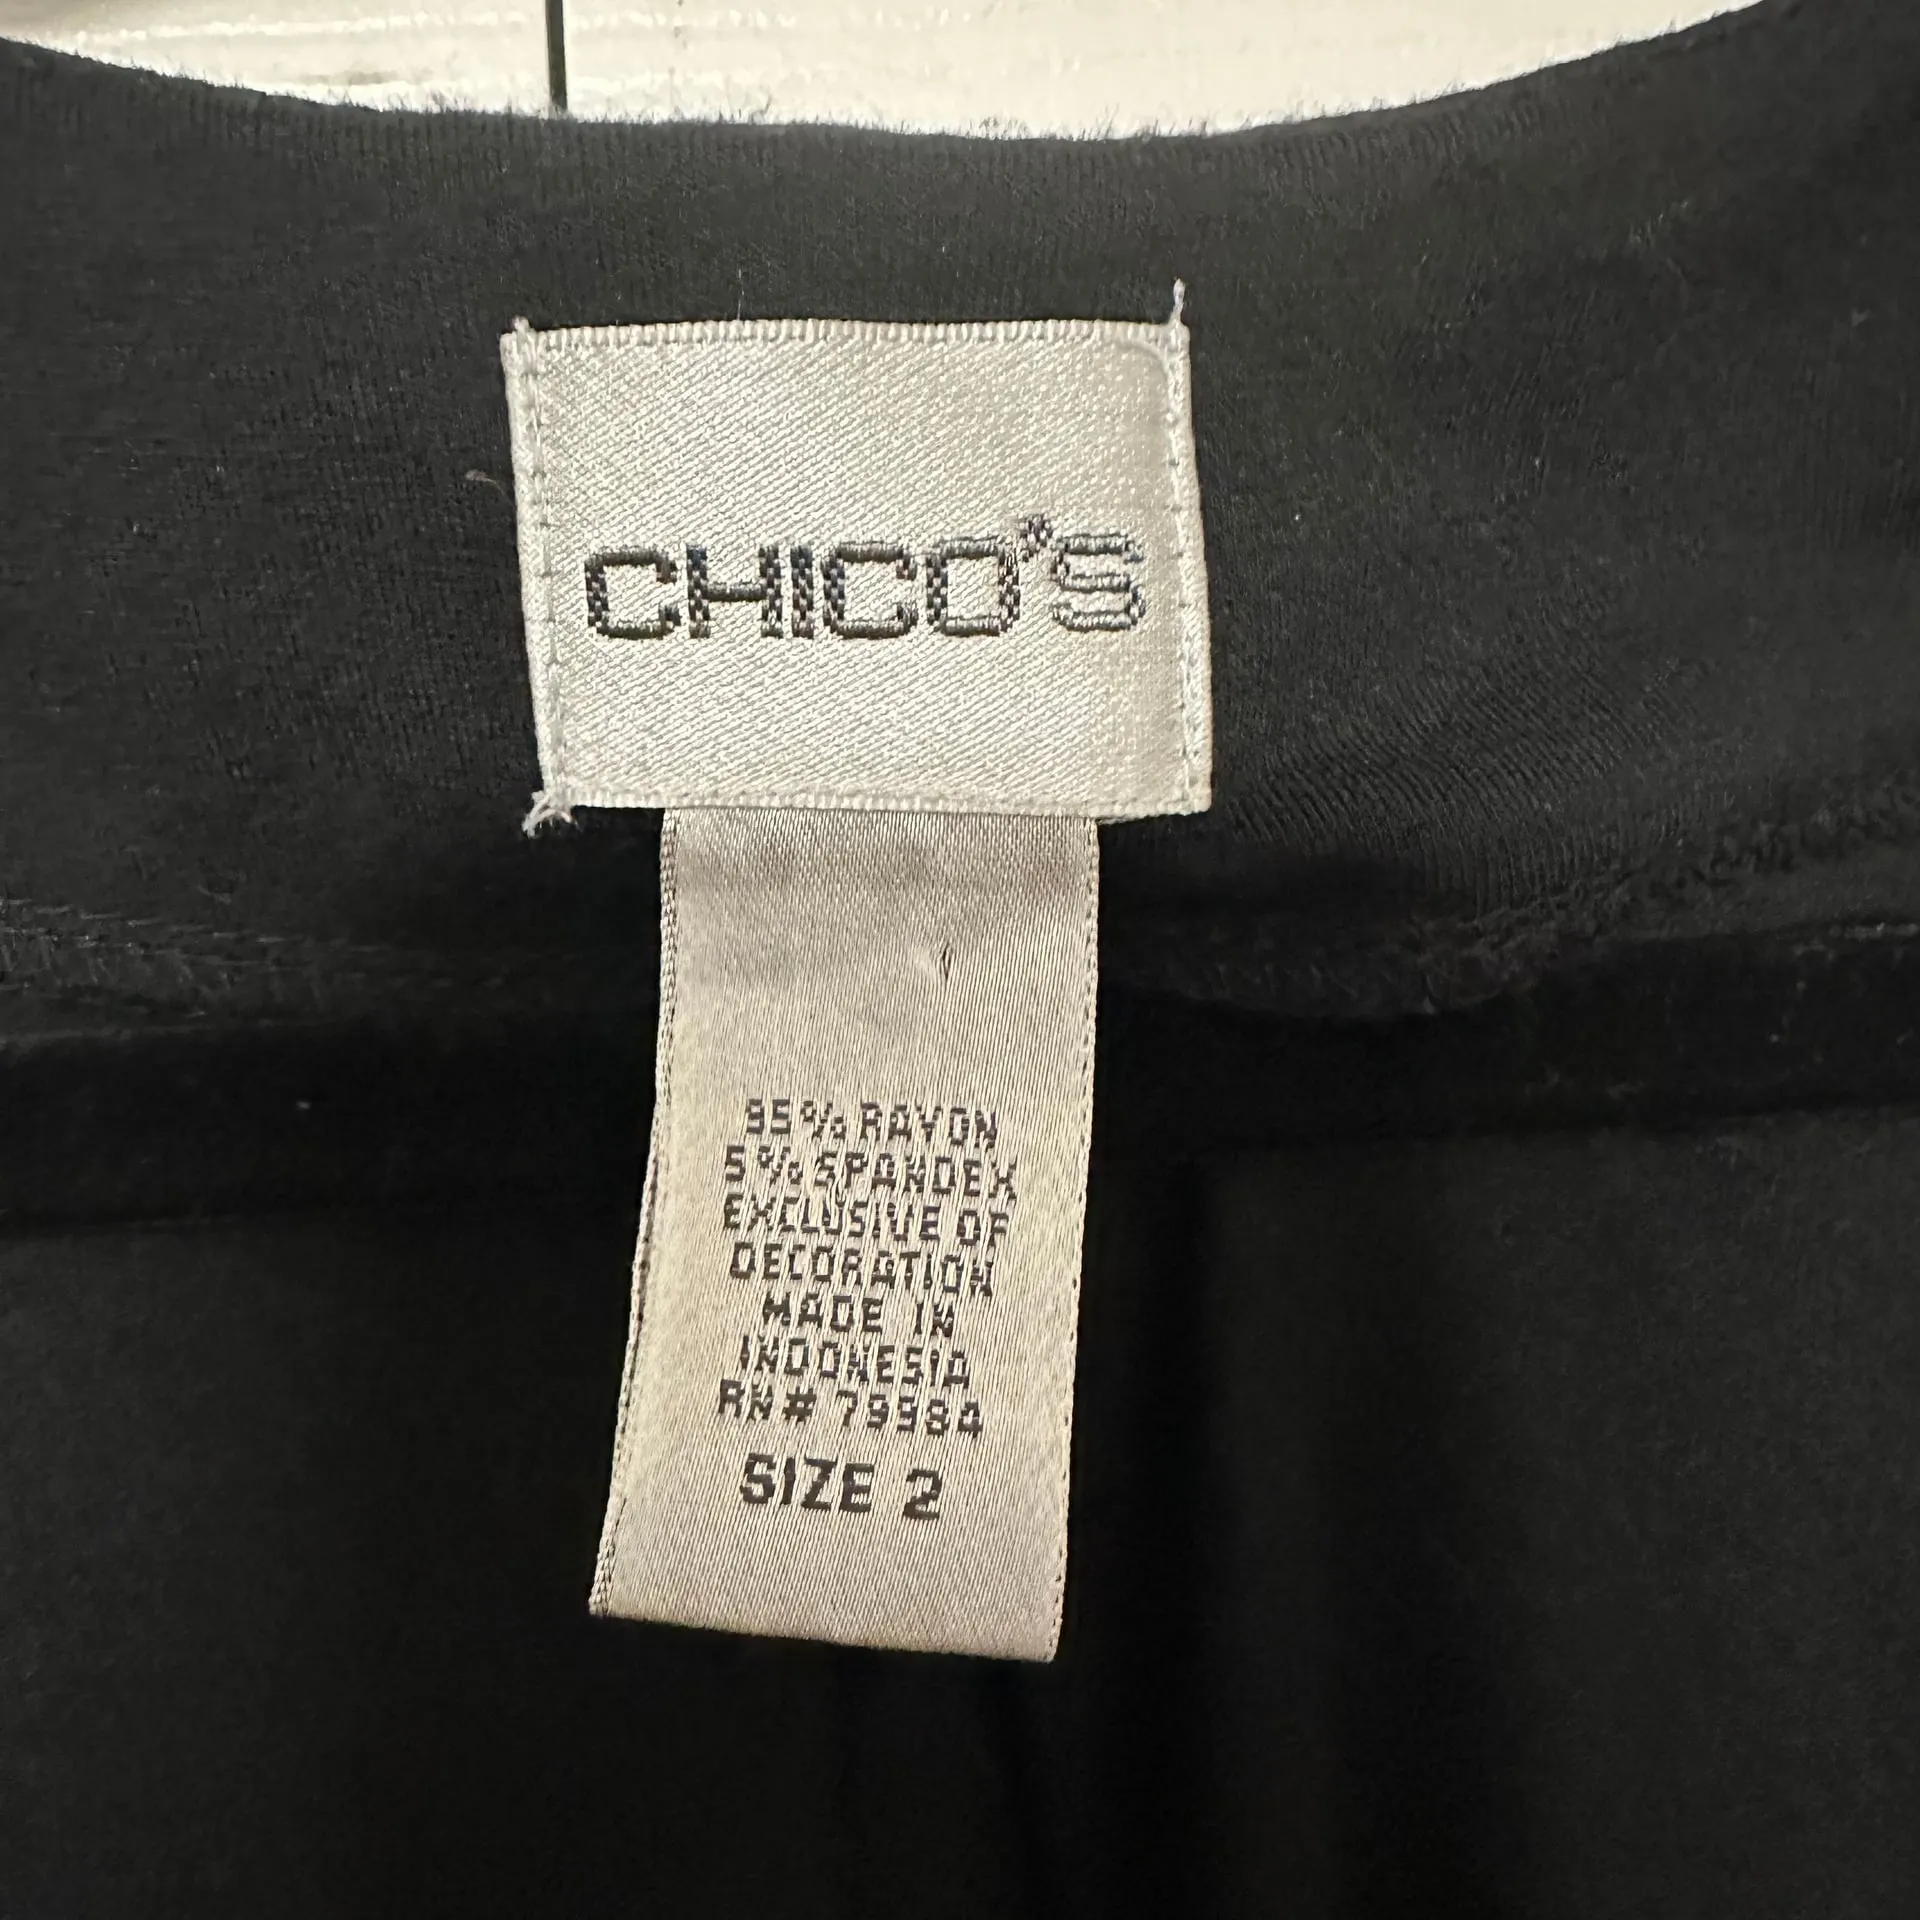 CHICO'S
95% RAYON
5% SPANDEX
EXCLUSIVE OF
DECORATION
MADE IN
INDONESIA
RN# 79984
SIZE 2